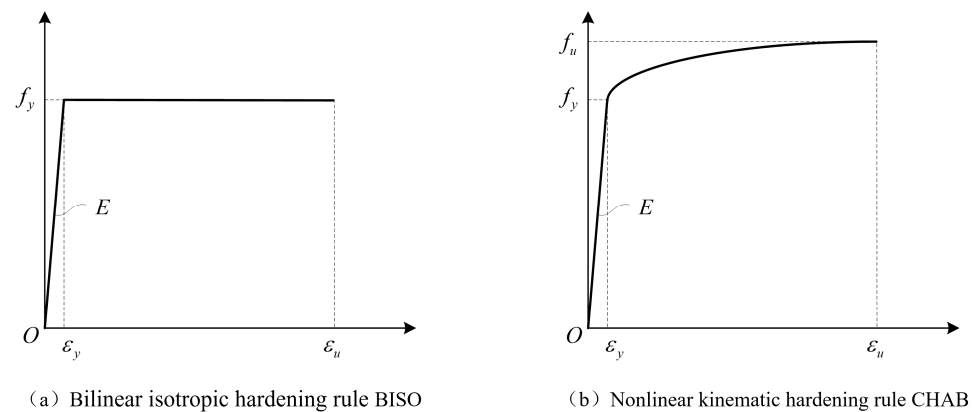 f_y
E
O
ε_y
ε_u
（a）Bilinear isotropic hardening rule BISO
f_u
f_y
E
O
ε_y
ε_u
（b）Nonlinear kinematic hardening rule CHAB